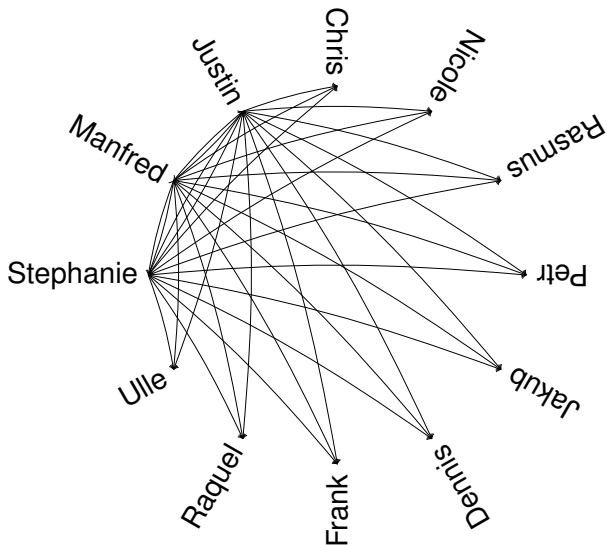 Chris
Justin
Nicole
Manfred
Rasmus
Stephanie
Petr
Ulle
Jakub
Raquel
Frank
Dennis